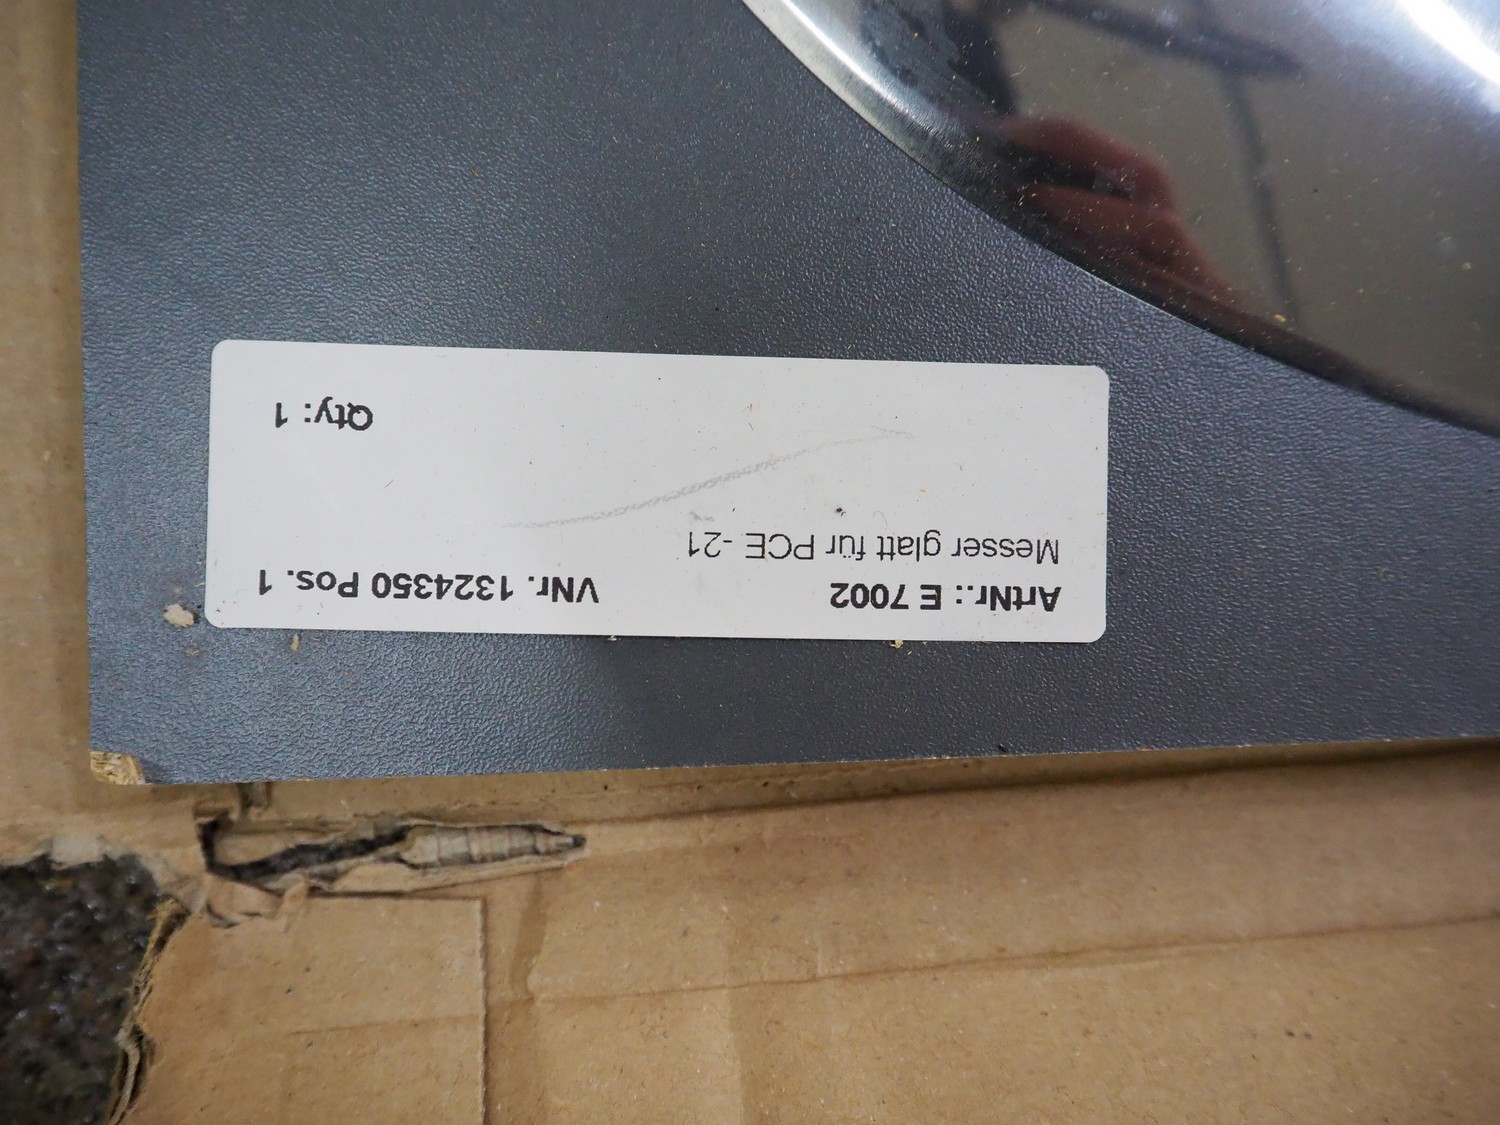 ArtNr.: E 7002 VNr. 1324350 Pos. 1
Messer glatt für PCE -21
Qty: 1